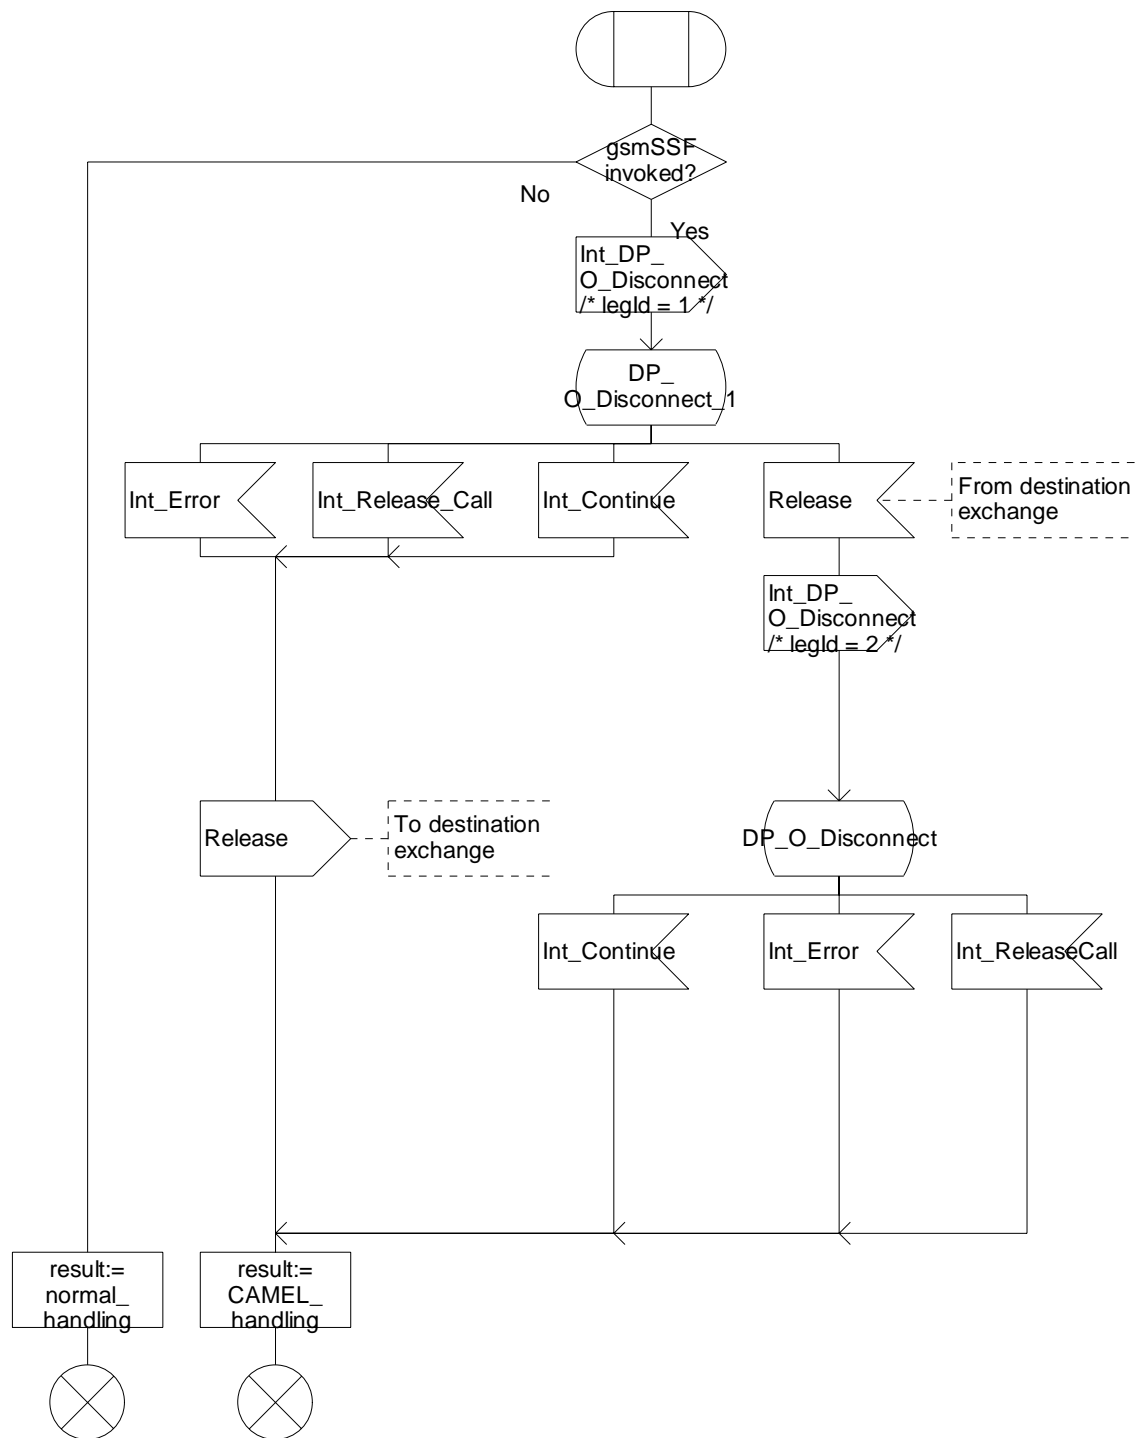 gsmSSF
invoked?
No
Yes
Int_DP_
O_Disconnect
/* legId = 1 */
DP_
O_Disconnect_1
Int_Error
Int_Release_Call
Int_Continue
Release
From destination
exchange
Int_DP_
O_Disconnect
/* legId = 2 */
Release
To destination
exchange
DP_O_Disconnect
Int_Continue
Int_Error
Int_ReleaseCall
result:=
normal_
handling
result:=
CAMEL_
handling